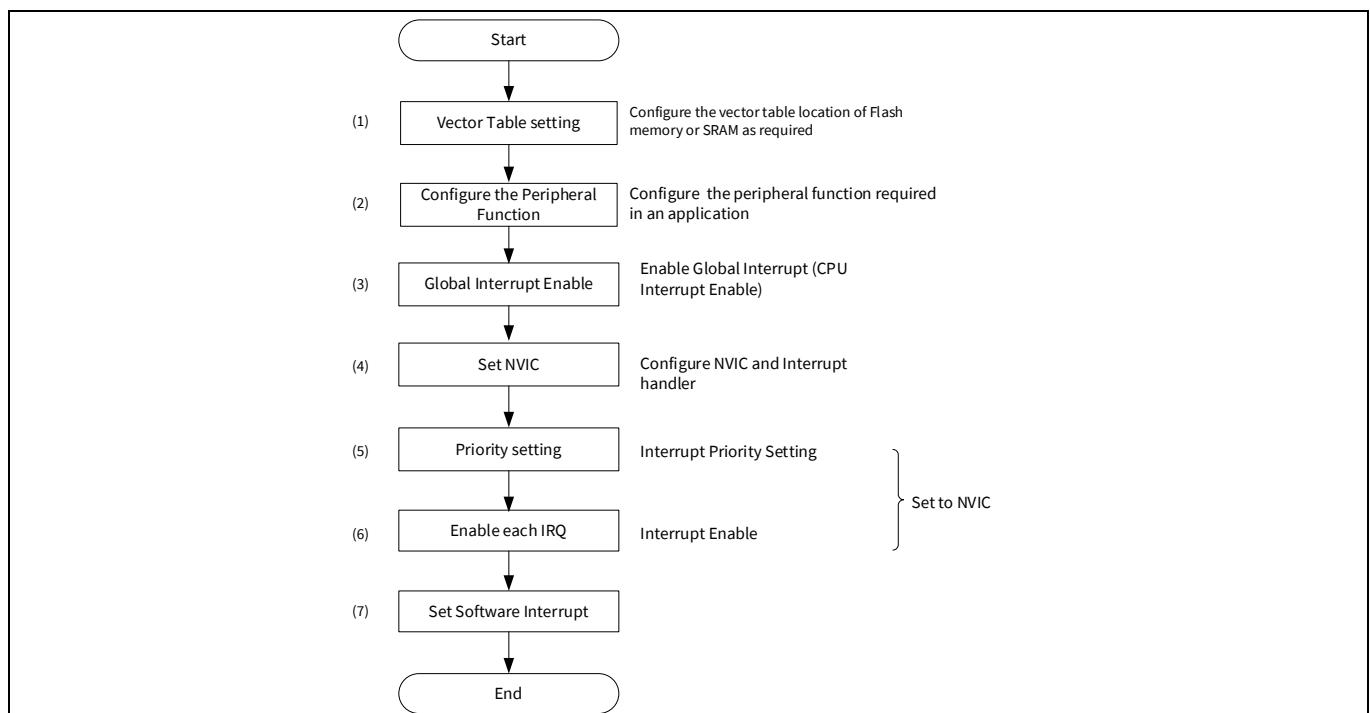 Start
(1)
Vector Table setting
Configure the vector table location of Flash
memory or SRAM as required
(2)
Configure the Peripheral
Function
Configure the peripheral function required
in an application
(3)
Global Interrupt Enable
Enable Global Interrupt (CPU
Interrupt Enable)
(4)
Set NVIC
Configure NVIC and Interrupt
handler
(5)
Priority setting
Interrupt Priority Setting
Set to NVIC
(6)
Enable each IRQ
Interrupt Enable
(7)
Set Software Interrupt
End